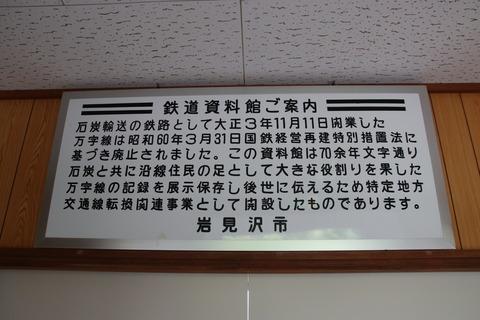 鉄道資料館ご案内
石炭輸送の鉄路として大正3年11月11日開業した
万字線は昭和60年3月31日国鉄経営再建特別措置法に
基づき廃止されました。この資料館は70余年文字通り
石炭と共に沿線住民の足として大きな役割りを果した
万字線の記録を展示保存し後世に伝えるため特定地方
交通線転換関連事業として開設したものであります。
岩見沢市